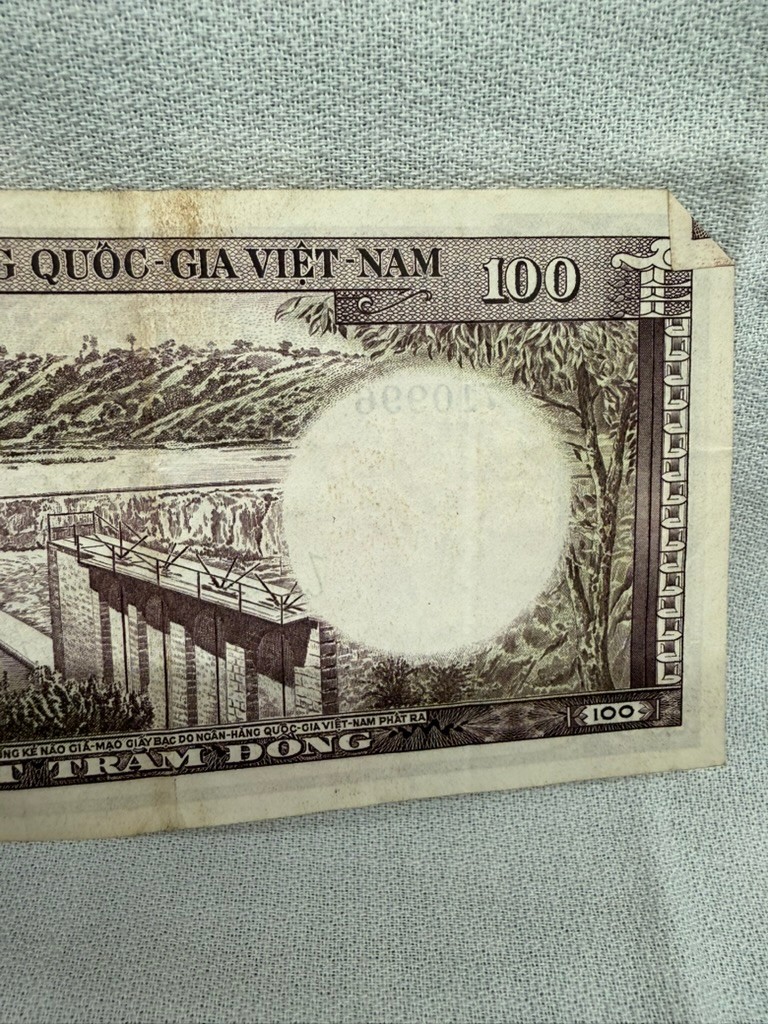 G QUỐC-GIA VIỆT-NAM
100
NG KẺ NÀO GIẢ-MẠO GIẤY BẠC DO NGÂN-HÀNG QUỐC-GIA VIỆT-NAM PHÁT RA
100
T TRĂM ĐỒNG